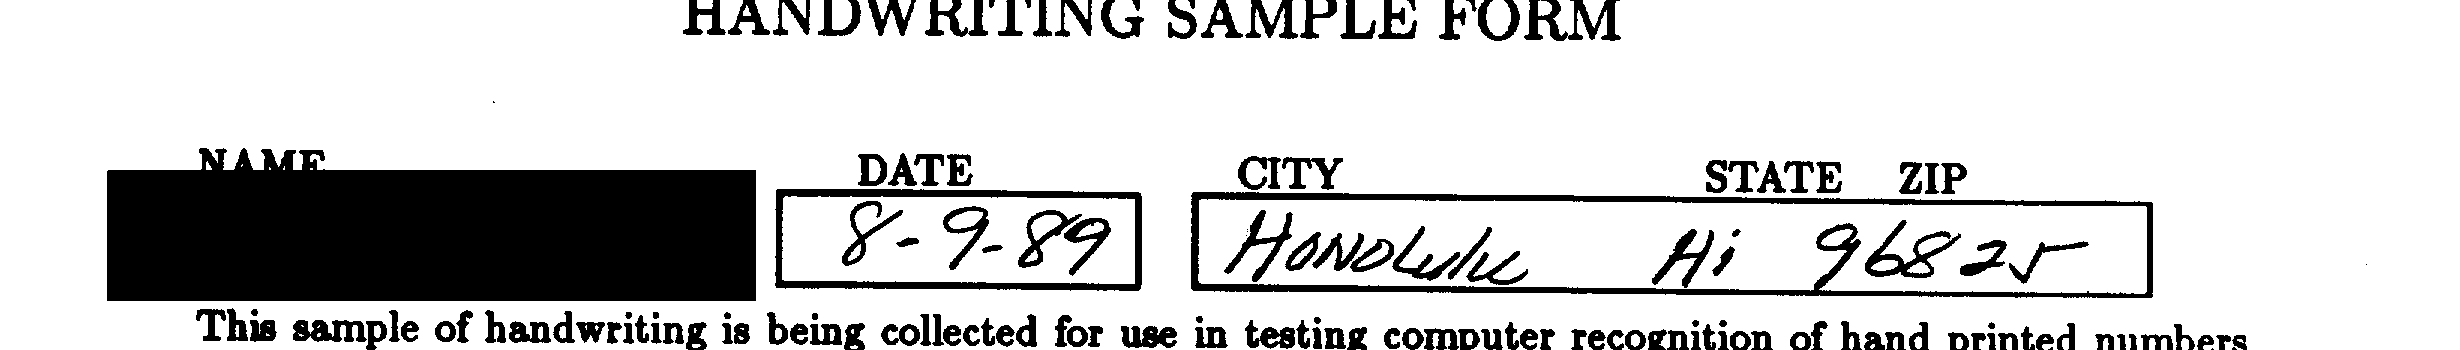 HANDWRITING SAMPLE FORM
NAME DATE CITY STATE ZIP
8-9-89 Honolulu Hi 96825
This sample of handwriting is being collected for use in testing computer recognition of hand printed numbers